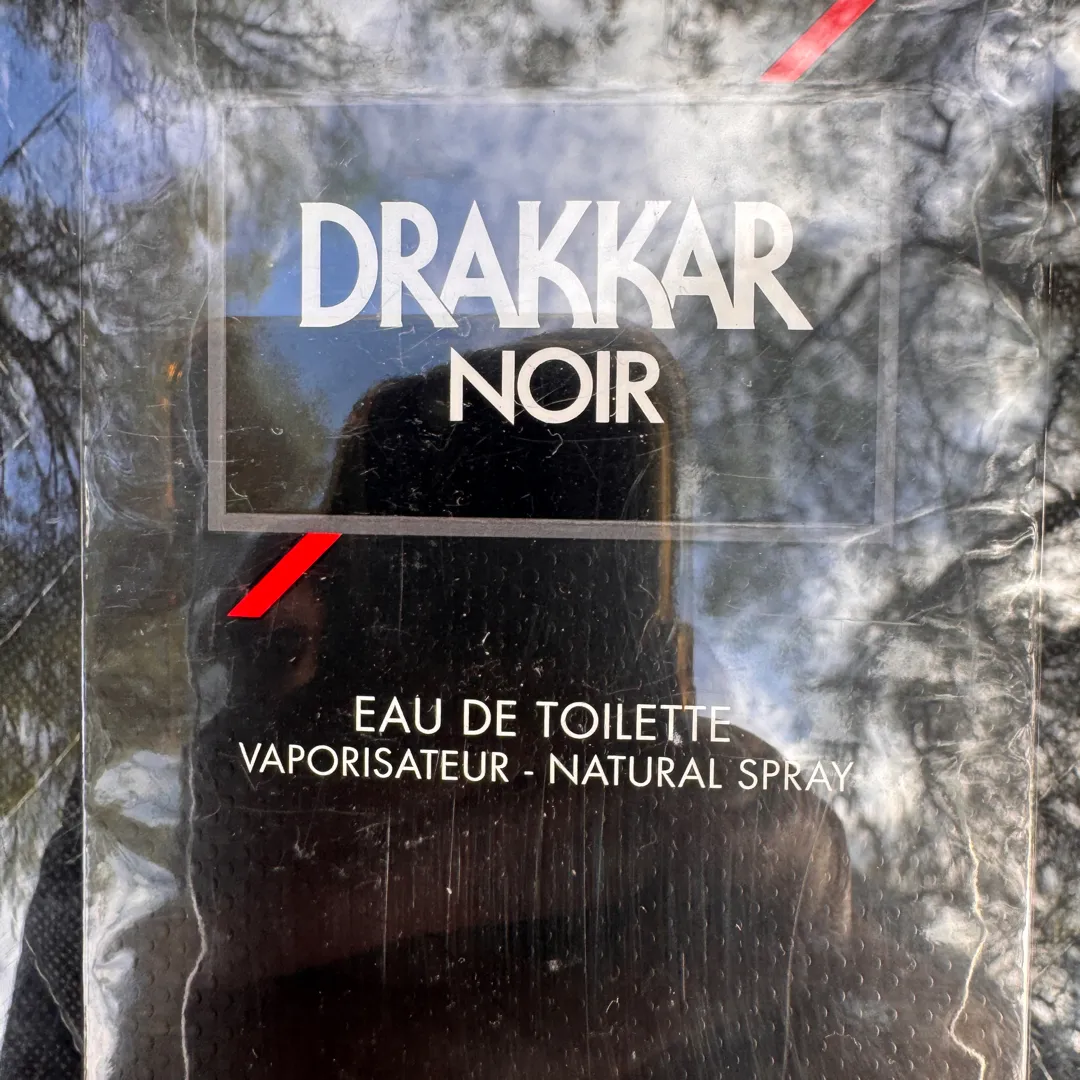 DRAKKAR
NOIR
EAU DE TOILETTE
VAPORISATEUR - NATURAL SPRAY